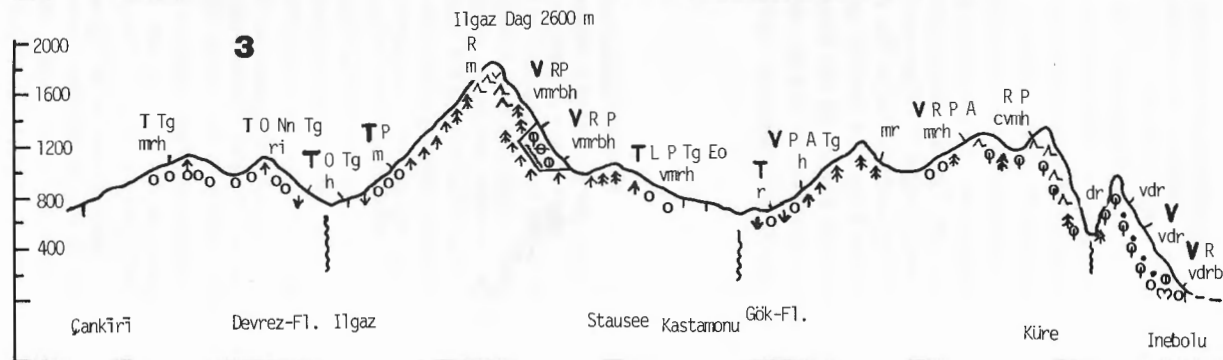 Ilgaz Dag 2600 m
3
2000
1600
1200
800
400
T Tg
mrh
T O Nn Tg
ri
T O Tg
h
T P
m
R
m
V RP
vmrbh
V R P
vmrbh
T L P Tg Eo
vmrh
T
r
V P A Tg
h
mr
V R P A
mrh
R P
cvmh
dr
vdr
V
vdr
V R
vdrb
Çankīrī
Devrez-Fl.
Ilgaz
Stausee
Kastamonu
Gök-Fl.
Küre
Inebolu